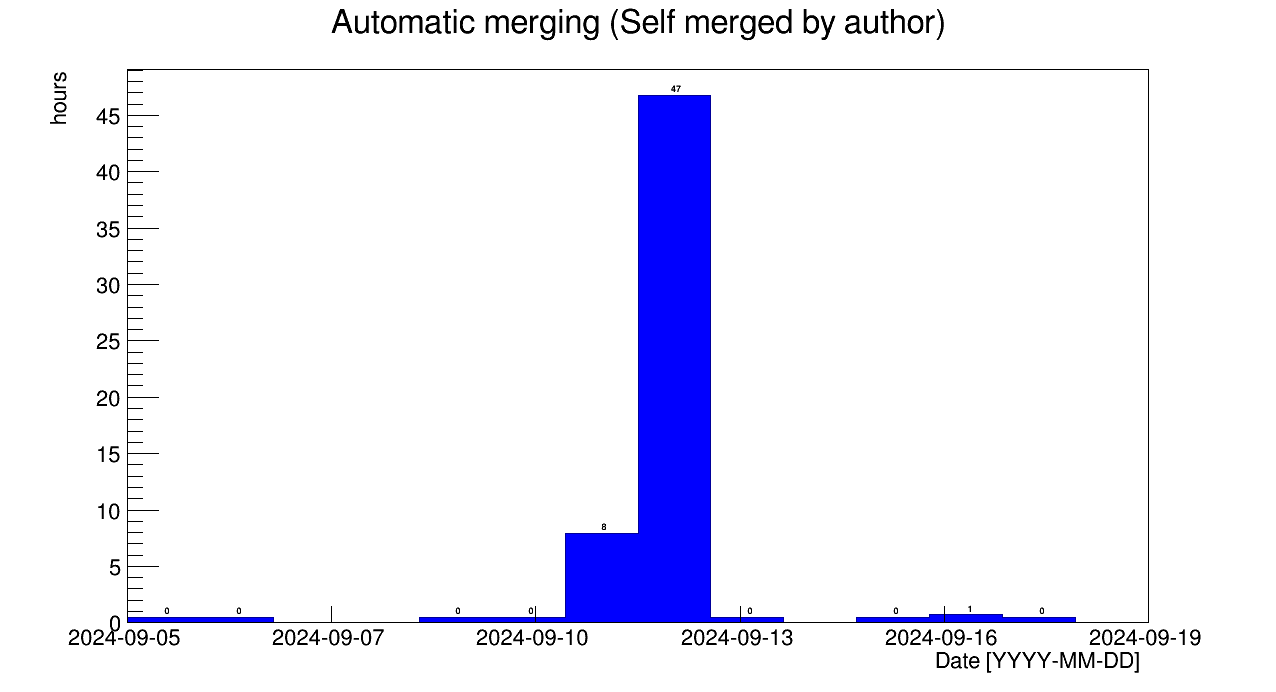 Automatic merging (Self merged by author)
hours
45
40
35
30
25
20
15
10
5
0
47
8
0 0 0 0 0 0 1 0
2024-09-05 2024-09-07 2024-09-10 2024-09-13 2024-09-16 2024-09-19
Date [YYYY-MM-DD]